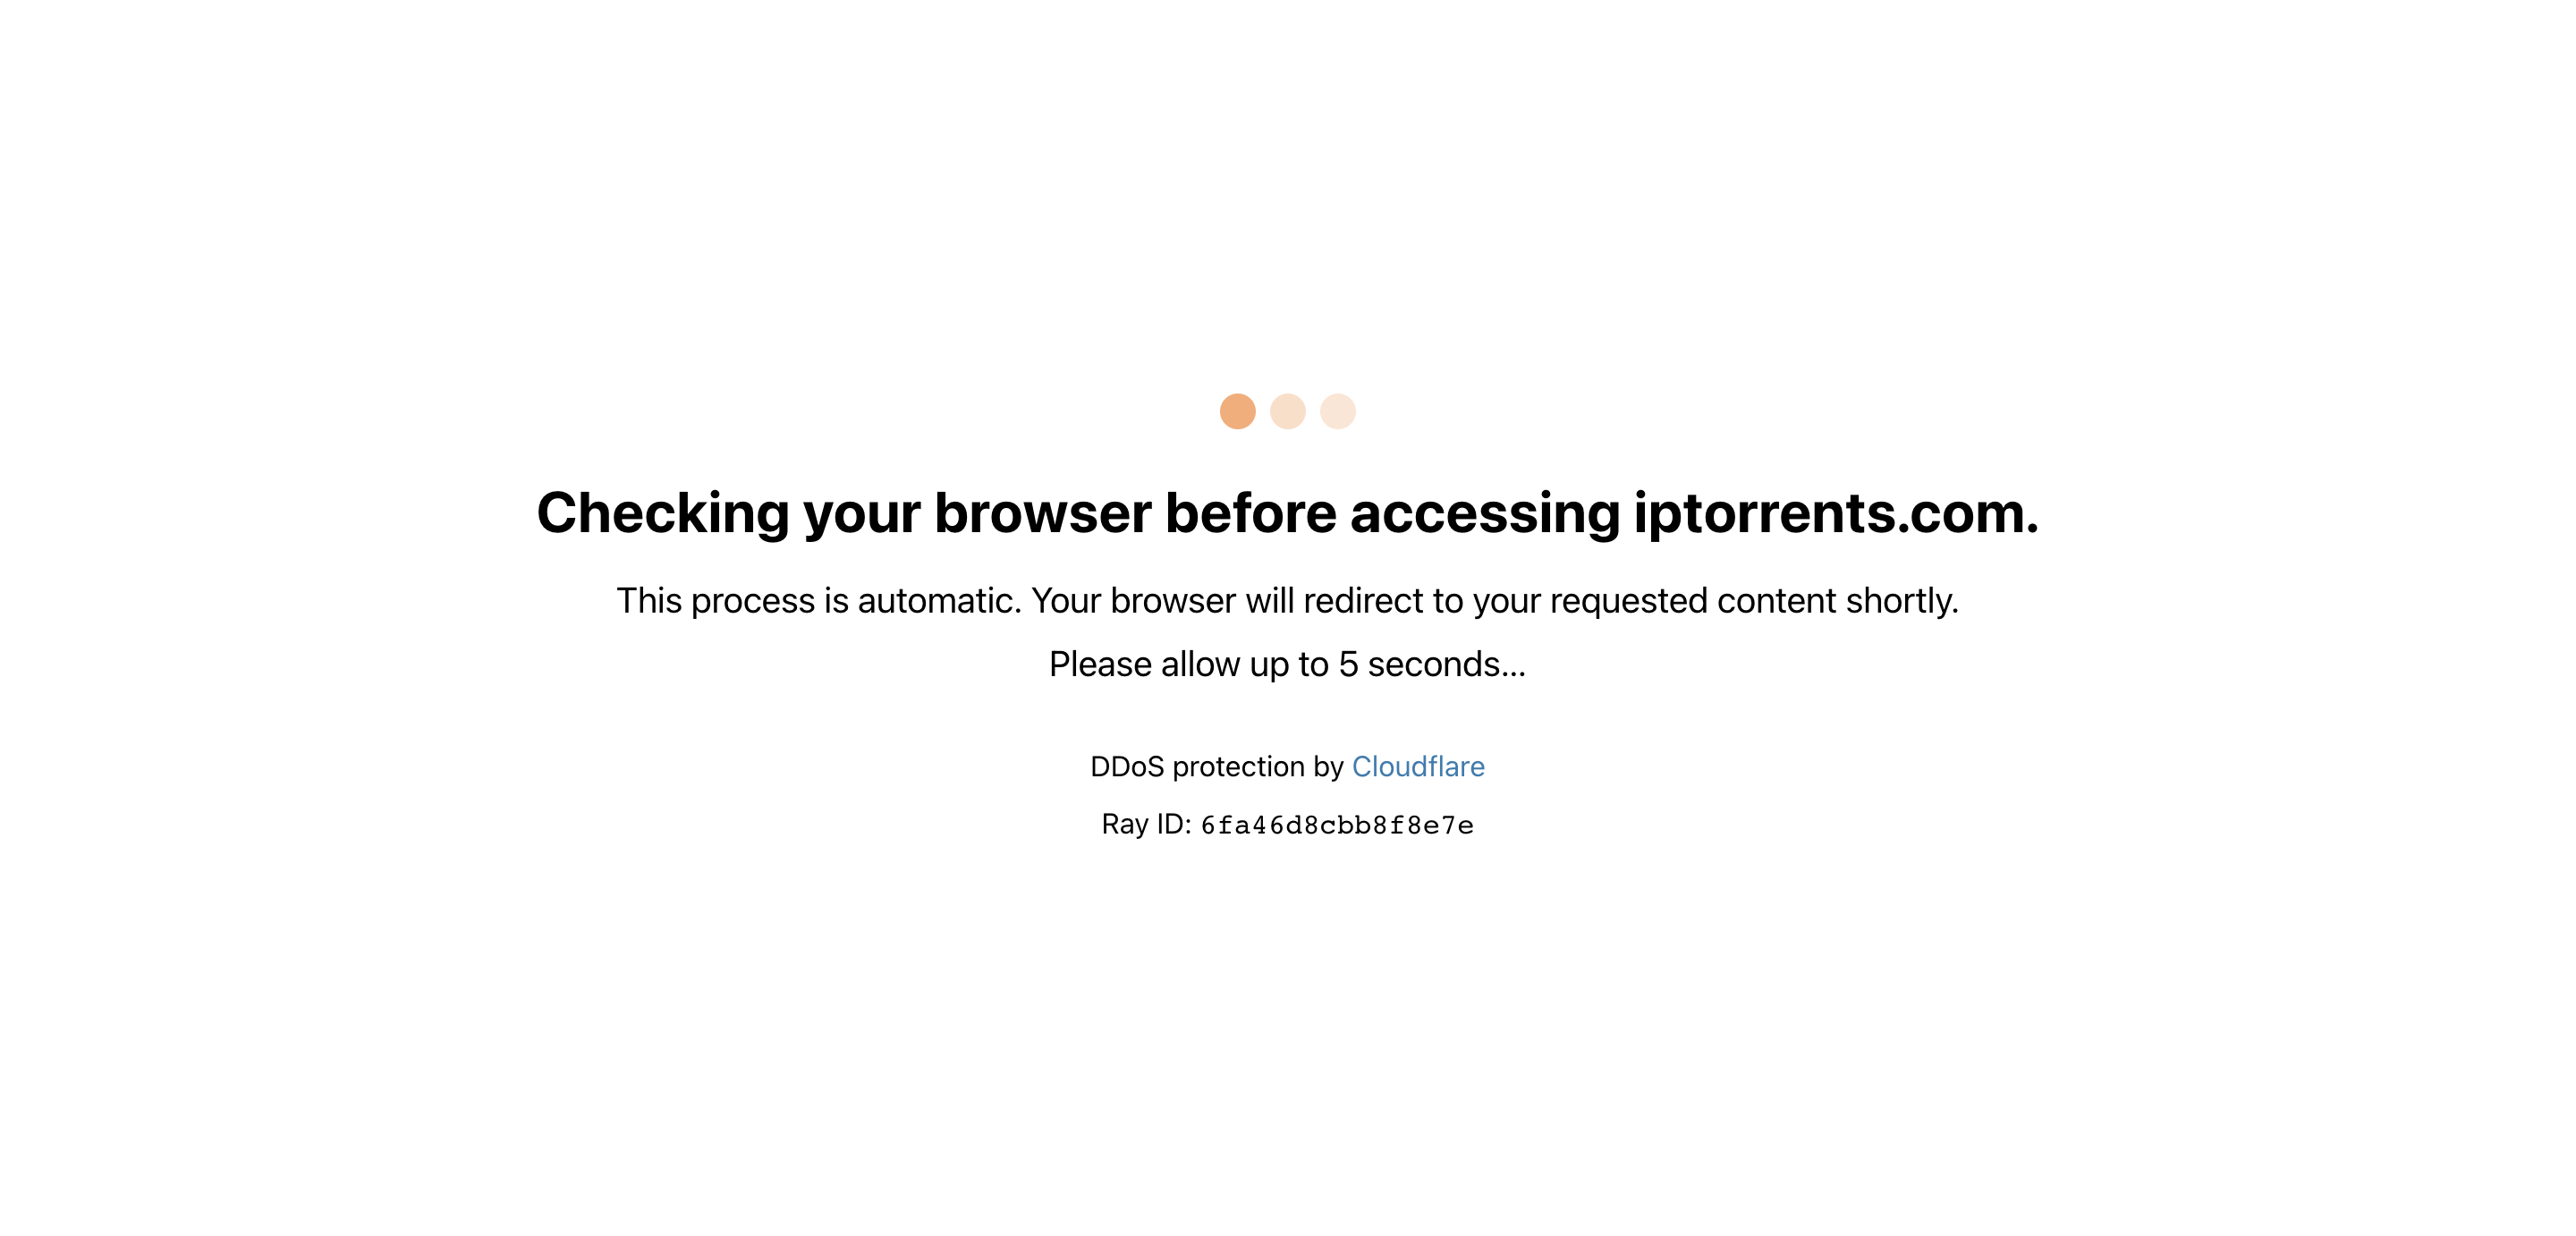 Checking your browser before accessing iptorrents.com.
This process is automatic. Your browser will redirect to your requested content shortly.
Please allow up to 5 seconds...
DDoS protection by Cloudflare
Ray ID: 6fa46d8cbb8f8e7e